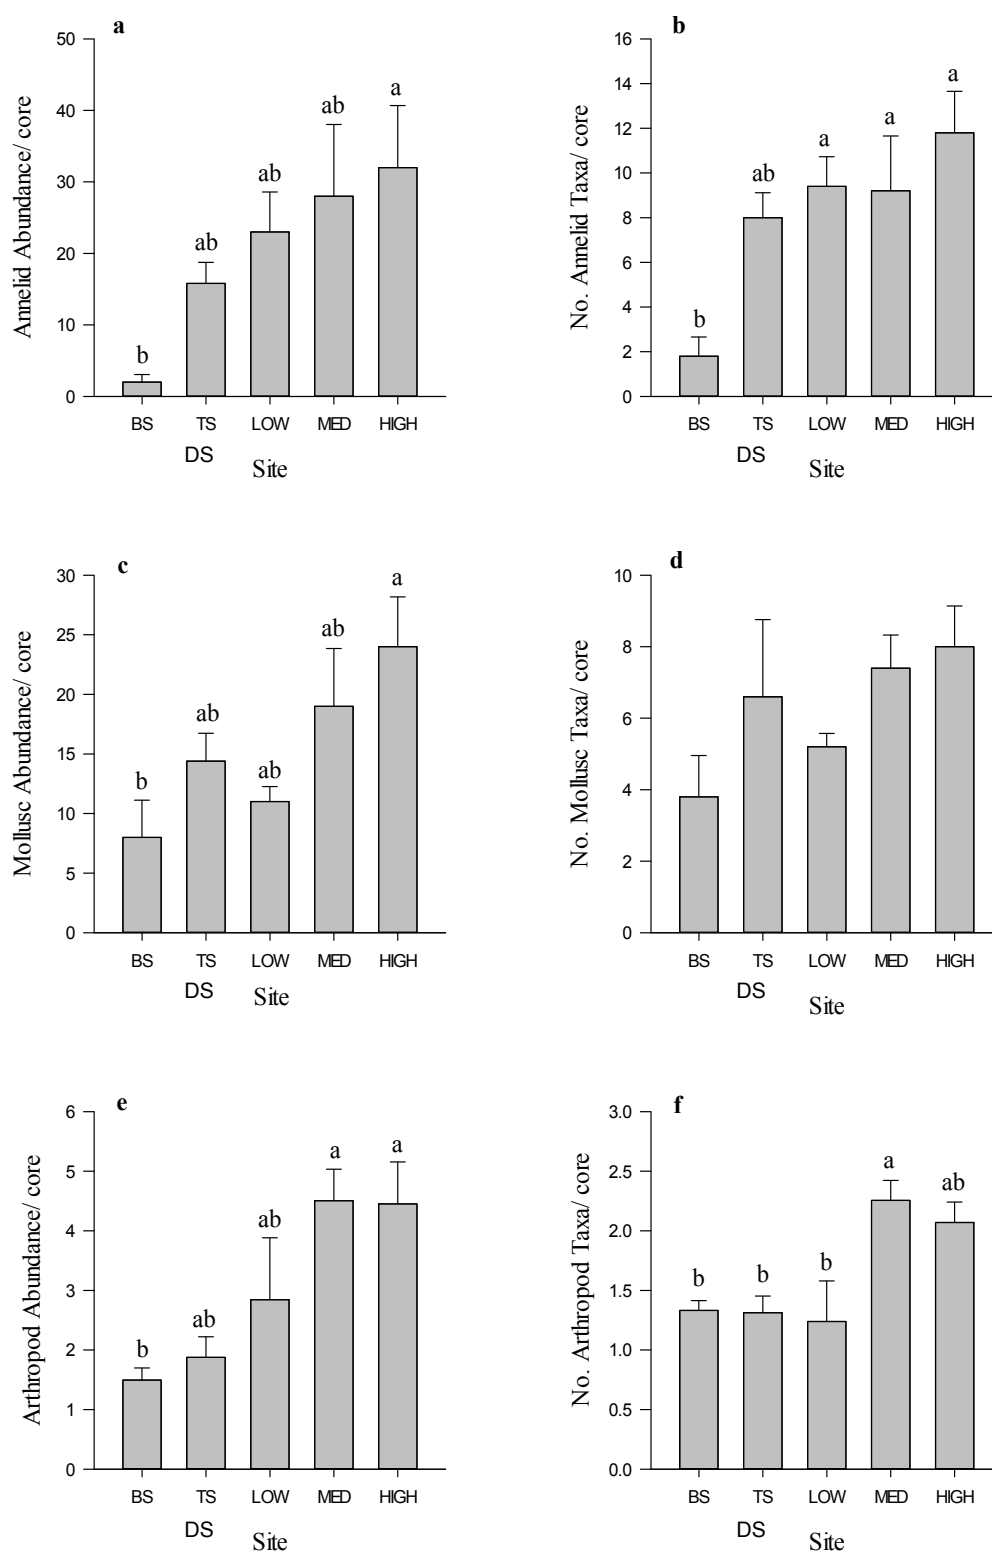 a
Annelid Abundance/ core
50
40
30
20
10
0
b
ab
ab
ab
a
BS TS LOW MED HIGH
DS
Site
b
No. Annelid Taxa/ core
16
14
12
10
8
6
4
2
0
b
ab
a
a
a
BS TS LOW MED HIGH
DS
Site
c
Mollusc Abundance/ core
30
25
20
15
10
5
0
b
ab
ab
ab
a
BS TS LOW MED HIGH
DS
Site
d
No. Mollusc Taxa/ core
10
8
6
4
2
0
BS TS LOW MED HIGH
DS
Site
e
Arthropod Abundance/ core
6
5
4
3
2
1
0
b
ab
ab
a
a
BS TS LOW MED HIGH
DS
Site
f
No. Arthropod Taxa/ core
3.0
2.5
2.0
1.5
1.0
0.5
0.0
b
b
b
a
ab
BS TS LOW MED HIGH
DS
Site